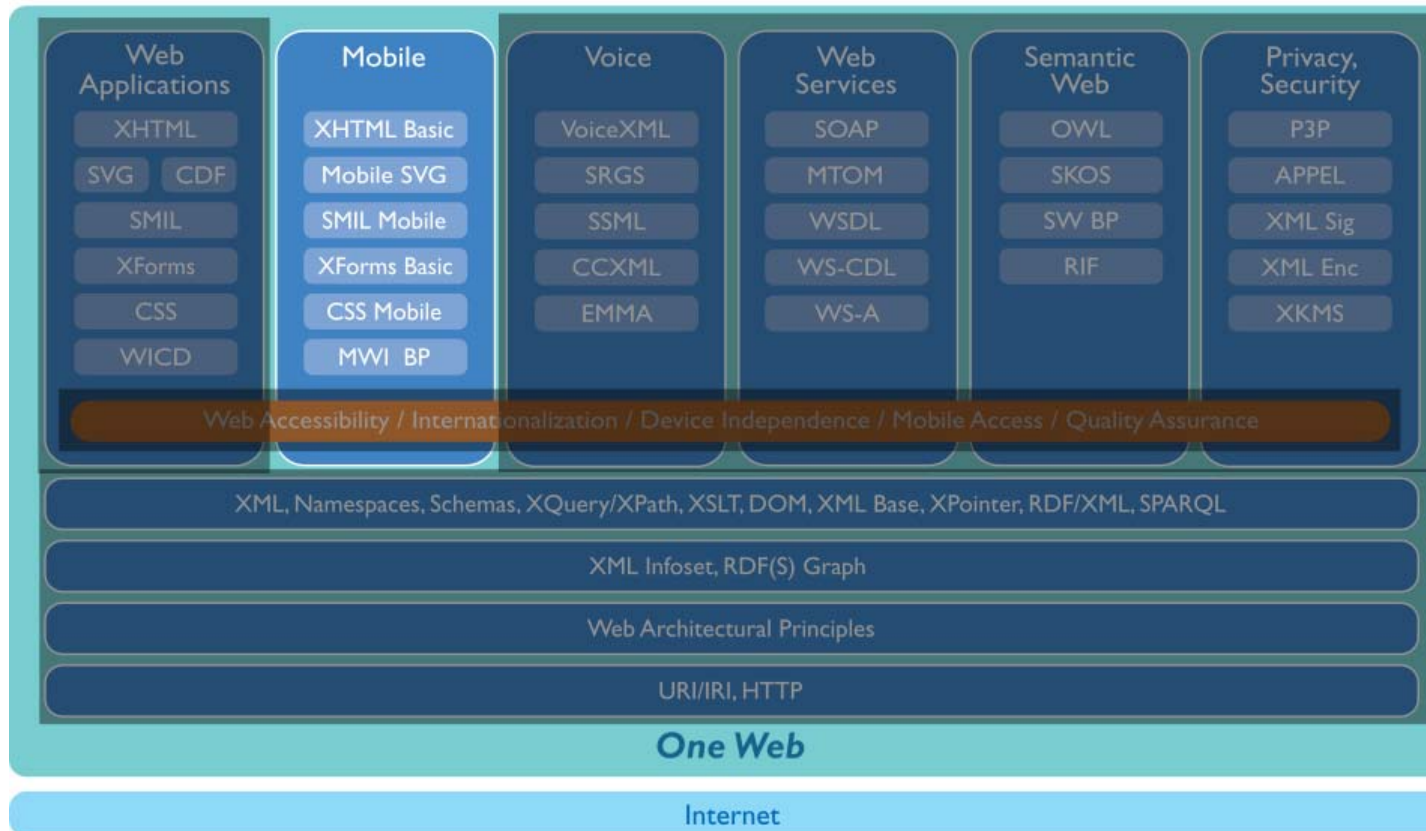 Web
Applications
XHTML
SVG CDF
SMIL
XForms
CSS
WICD
Mobile
XHTML Basic
Mobile SVG
SMIL Mobile
XForms Basic
CSS Mobile
MWI BP
Voice
VoiceXML
SRGS
SSML
CCXML
EMMA
Web
Services
SOAP
MTOM
WSDL
WS-CDL
WS-A
Semantic
Web
OWL
SKOS
SW BP
RIF
Privacy,
Security
P3P
APPEL
XML Sig
XML Enc
XKMS
Web Accessibility / Internationalization / Device Independence / Mobile Access / Quality Assurance
XML, Namespaces, Schemas, XQuery/XPath, XSLT, DOM, XML Base, XPointer, RDF/XML, SPARQL
XML Infoset, RDF(S) Graph
Web Architectural Principles
URI/IRI, HTTP
One Web
Internet